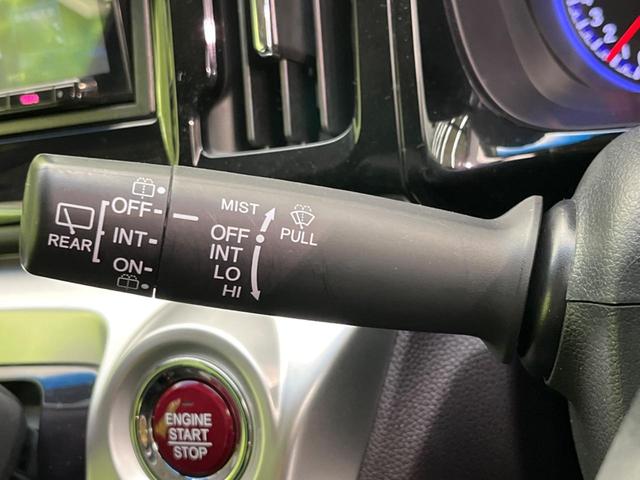 REAR
OFF
INT
ON
MIST
OFF
INT
LO
HI
PULL
ENGINE
START
STOP